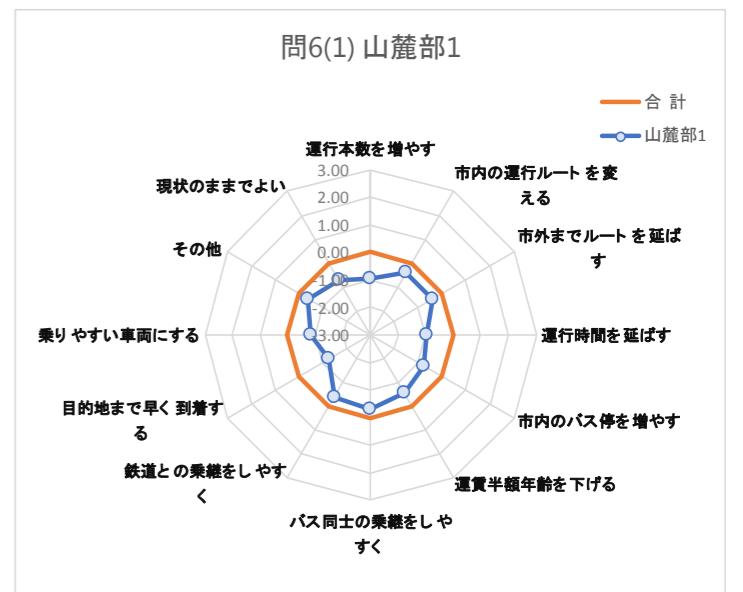 問6(1) 山麓部1
合 計
山麓部1
運行本数を増やす
市内の運行ルートを変
える
市外までルートを延ば
す
運行時間を延ばす
市内のバス停を増やす
運賃半額年齢を下げる
バス同士の乗継をしや
すく
鉄道との乗継をしやす
く
目的地まで早く到着す
る
乗りやすい車両にする
その他
現状のままでよい
3.00
2.00
1.00
0.00
-1.00
-2.00
-3.00